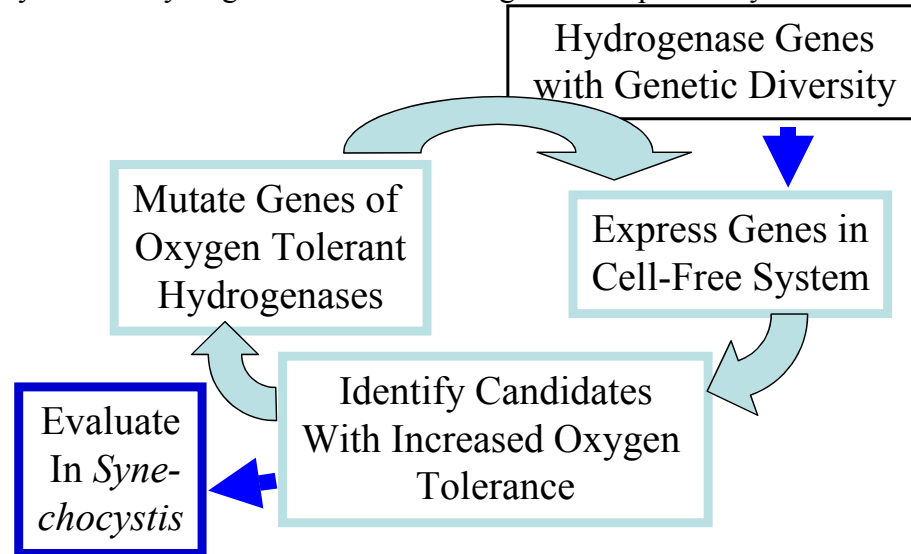 Hydrogenase Genes
with Genetic Diversity
Mutate Genes of
Oxygen Tolerant
Hydrogenases
Express Genes in
Cell-Free System
Identify Candidates
With Increased Oxygen
Tolerance
Evaluate
In Syne-
chocystis